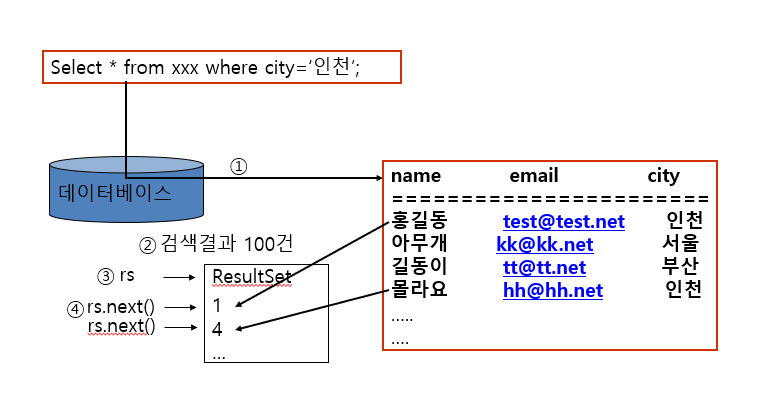 Select * from xxx where city=‘인천’;
①
데이터베이스
name email city
=======================
홍길동 test@test.net 인천
아무개 kk@kk.net 서울
길동이 tt@tt.net 부산
몰라요 hh@hh.net 인천
.....
....
② 검색결과 100건
③ rs
ResultSet
④ rs.next()
1
rs.next()
4
...